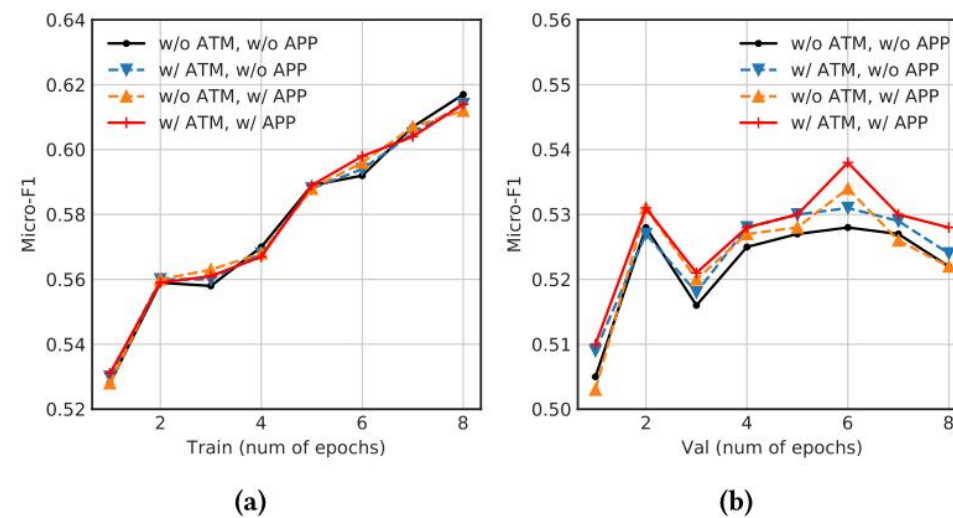 0.64
0.62
0.60
0.58
0.56
0.54
0.52
Micro-F1
w/o ATM, w/o APP
w/ ATM, w/o APP
w/o ATM, w/ APP
w/ ATM, w/ APP
2 4 6 8
Train (num of epochs)
(a)
0.56
0.55
0.54
0.53
0.52
0.51
0.50
Micro-F1
w/o ATM, w/o APP
w/ ATM, w/o APP
w/o ATM, w/ APP
w/ ATM, w/ APP
2 4 6 8
Val (num of epochs)
(b)